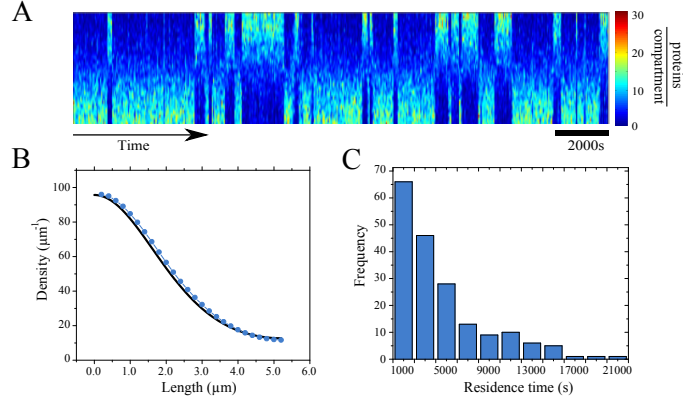 A
30
20
10
0
proteins
compartment
Time
2000s
B
100
80
60
40
20
0
Density (µm-1)
0.0 1.0 2.0 3.0 4.0 5.0 6.0
Length (µm)
C
70
60
50
40
30
20
10
0
Frequency
1000 5000 9000 13000 17000 21000
Residence time (s)